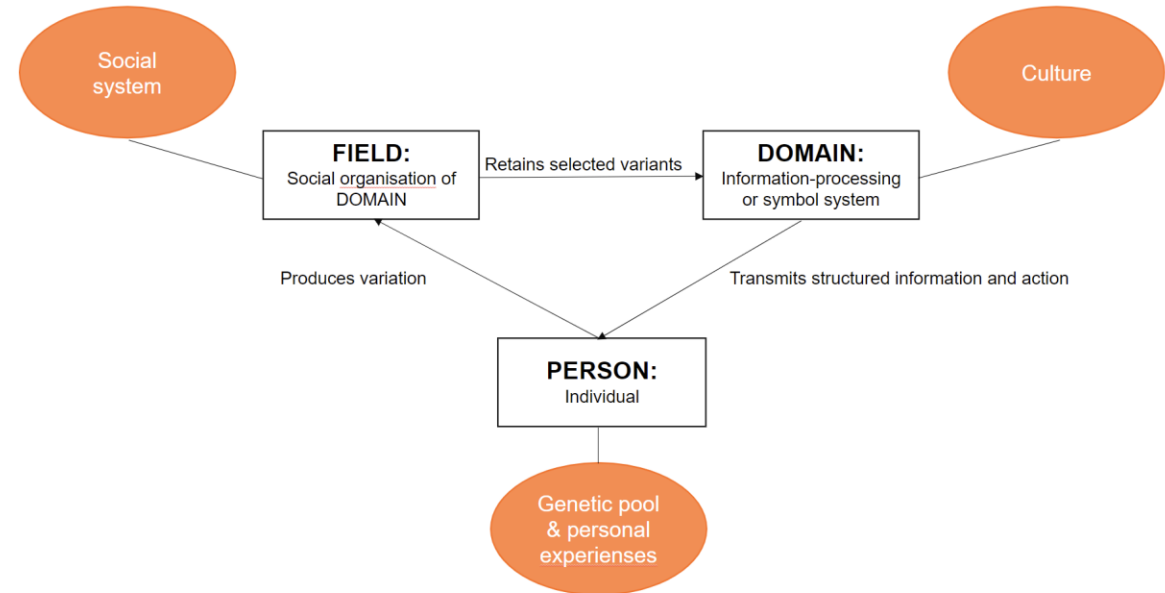 Social
system
Culture
FIELD:
Social organisation of
DOMAIN
Retains selected variants
DOMAIN:
Information-processing
or symbol system
Produces variation
Transmits structured information and action
PERSON:
Individual
Genetic pool
& personal
experienses